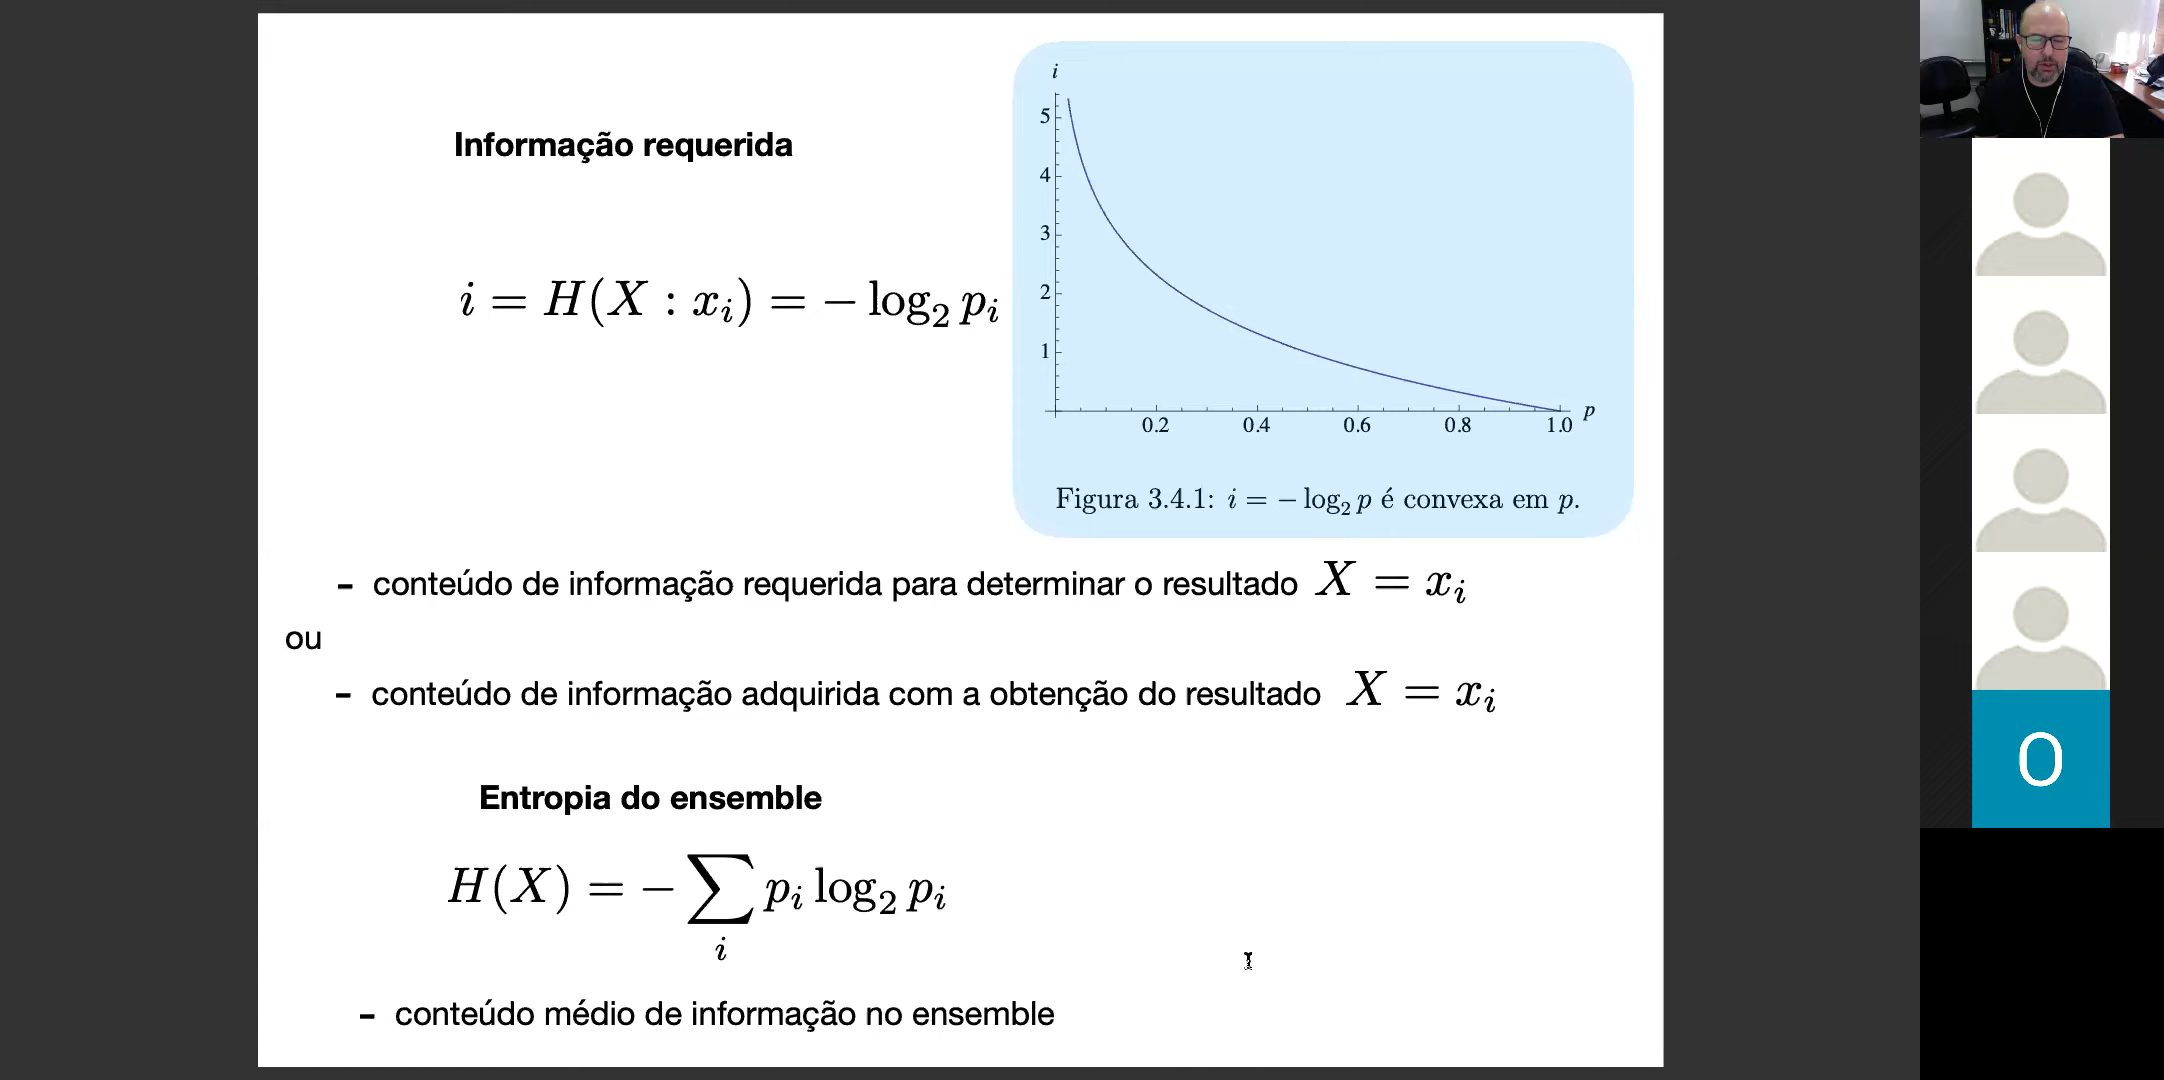 Informação requerida
i = H(X : x_i) = − log_2 p_i
i
5
4
3
2
1
0.2 0.4 0.6 0.8 1.0 p
Figura 3.4.1: i = − log_2 p é convexa em p.
- conteúdo de informação requerida para determinar o resultado X = x_i
ou
- conteúdo de informação adquirida com a obtenção do resultado X = x_i
Entropia do ensemble
H(X) = − ∑_i p_i log_2 p_i
- conteúdo médio de informação no ensemble
O